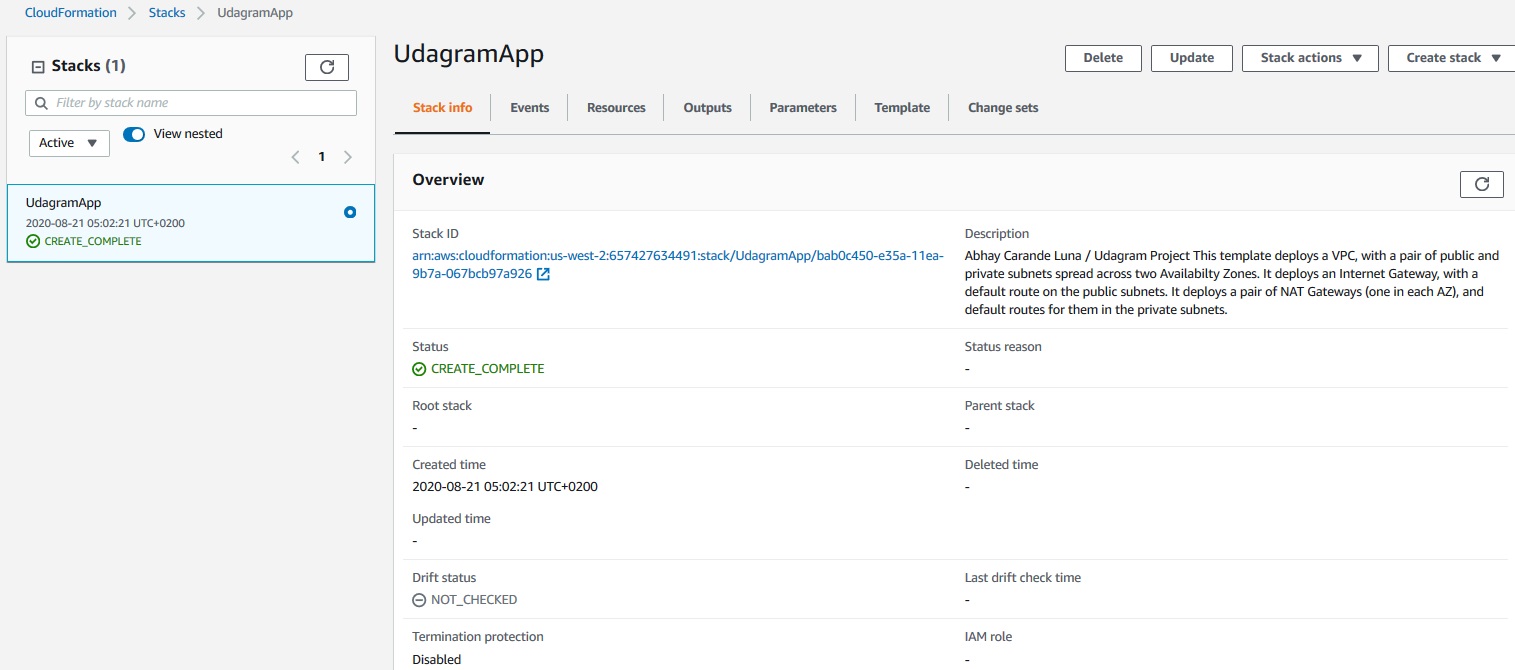 CloudFormation > Stacks > UdagramApp
Stacks (1)
Filter by stack name
Active
View nested
1
UdagramApp
2020-08-21 05:02:21 UTC+0200
CREATE_COMPLETE
UdagramApp
Delete Update Stack actions Create stack
Stack info Events Resources Outputs Parameters Template Change sets
Overview
Stack ID
arn:aws:cloudformation:us-west-2:657427634491:stack/UdagramApp/bab0c450-e35a-11ea-
9b7a-067bcb97a926
Description
Abhay Carande Luna / Udagram Project This template deploys a VPC, with a pair of public and
private subnets spread across two Availabilty Zones. It deploys an Internet Gateway, with a
default route on the public subnets. It deploys a pair of NAT Gateways (one in each AZ), and
default routes for them in the private subnets.
Status
CREATE_COMPLETE
Status reason
-
Root stack
-
Parent stack
-
Created time
2020-08-21 05:02:21 UTC+0200
Deleted time
-
Updated time
-
Drift status
NOT_CHECKED
Last drift check time
-
Termination protection
Disabled
IAM role
-